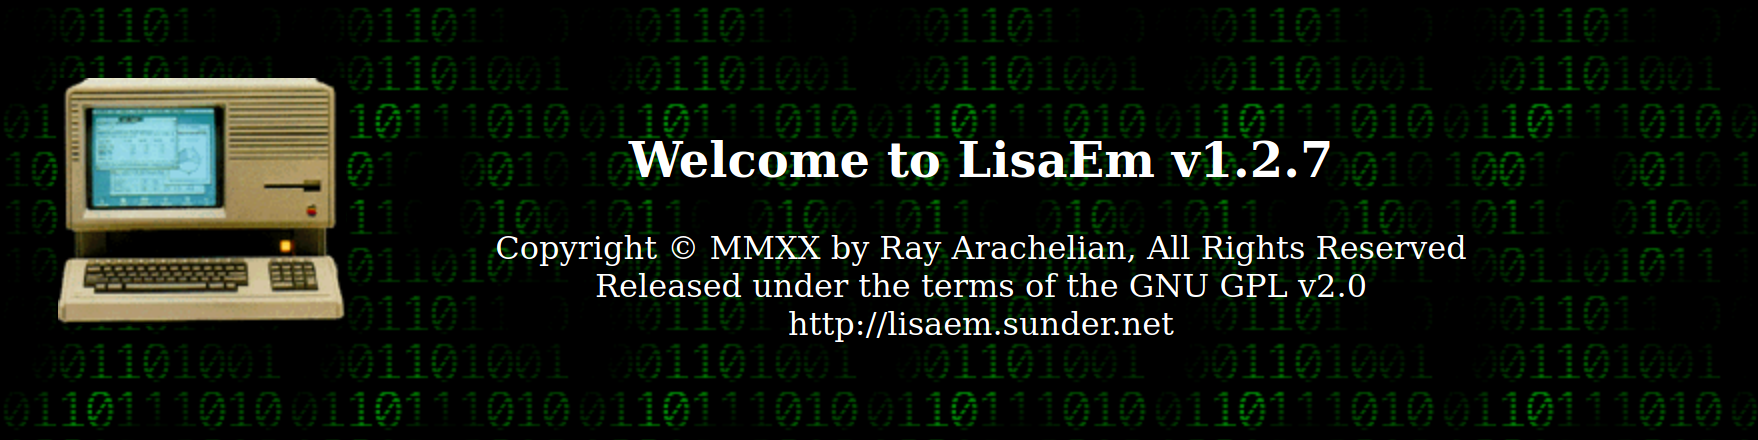 Welcome to LisaEm v1.2.7
Copyright © MMXX by Ray Arachelian, All Rights Reserved
Released under the terms of the GNU GPL v2.0
http://lisaem.sunder.net